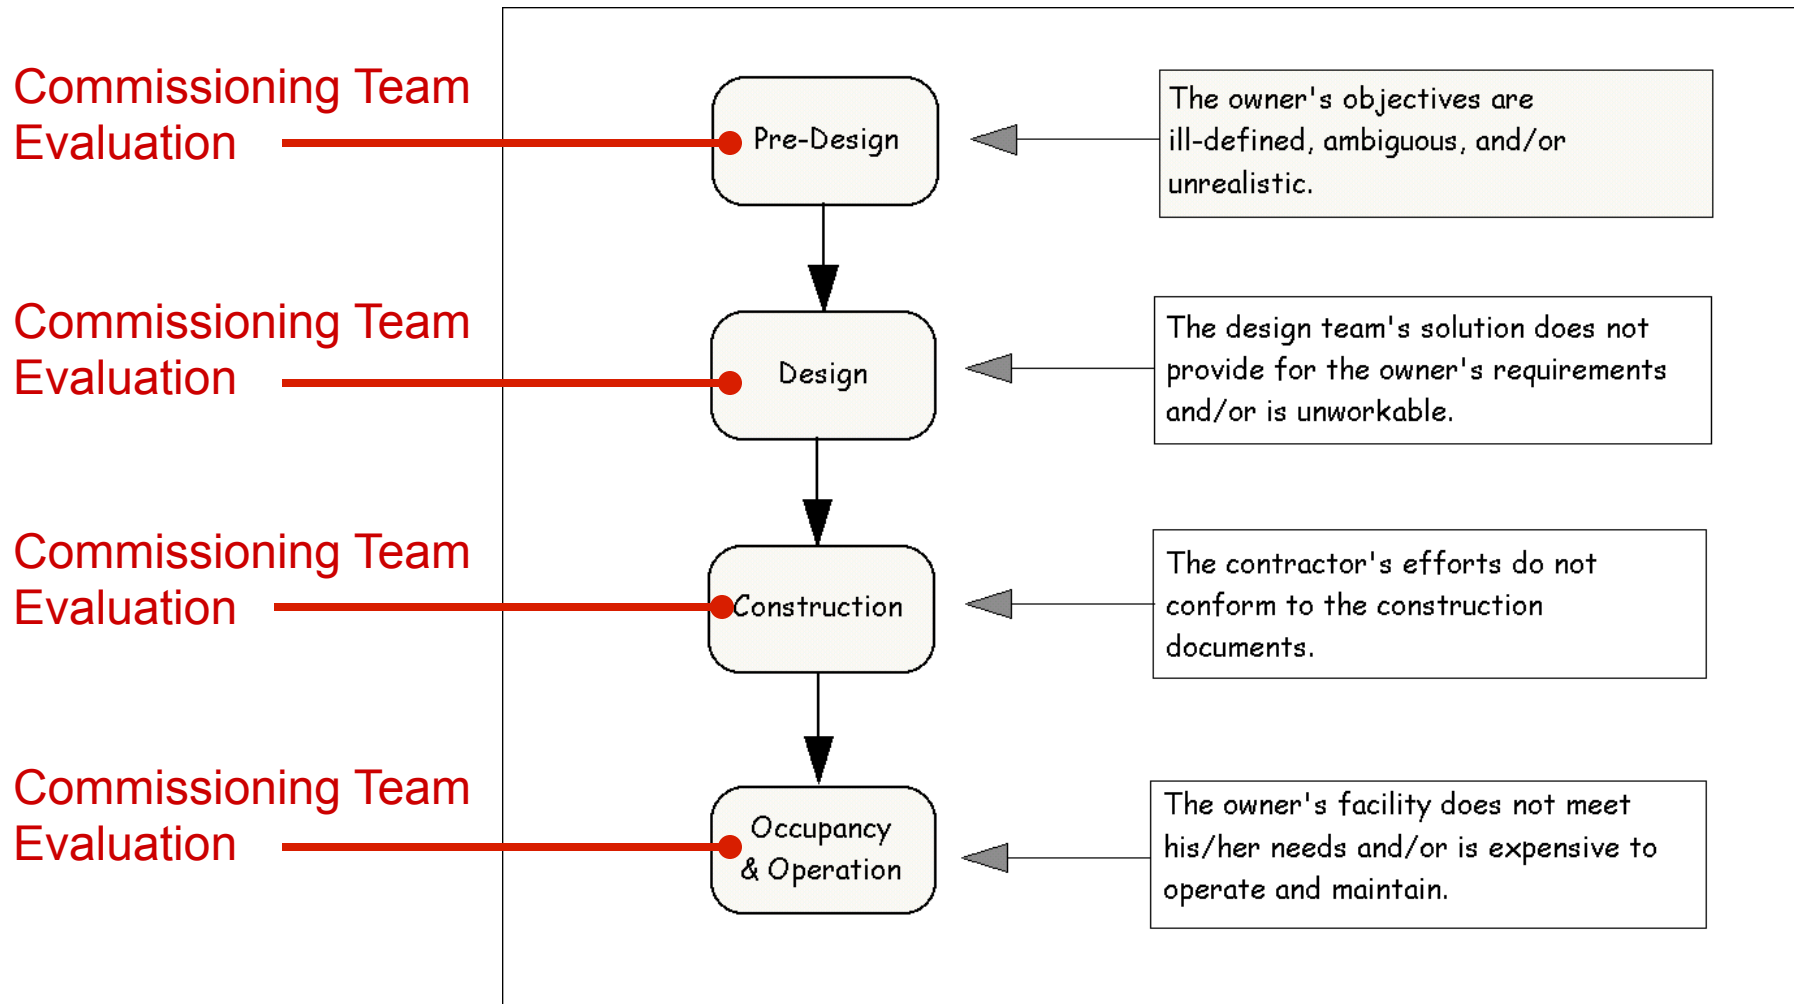 Commissioning Team
Evaluation
Pre-Design
The owner's objectives are
ill-defined, ambiguous, and/or
unrealistic.
Commissioning Team
Evaluation
Design
The design team's solution does not
provide for the owner's requirements
and/or is unworkable.
Commissioning Team
Evaluation
Construction
The contractor's efforts do not
conform to the construction
documents.
Commissioning Team
Evaluation
Occupancy
& Operation
The owner's facility does not meet
his/her needs and/or is expensive to
operate and maintain.